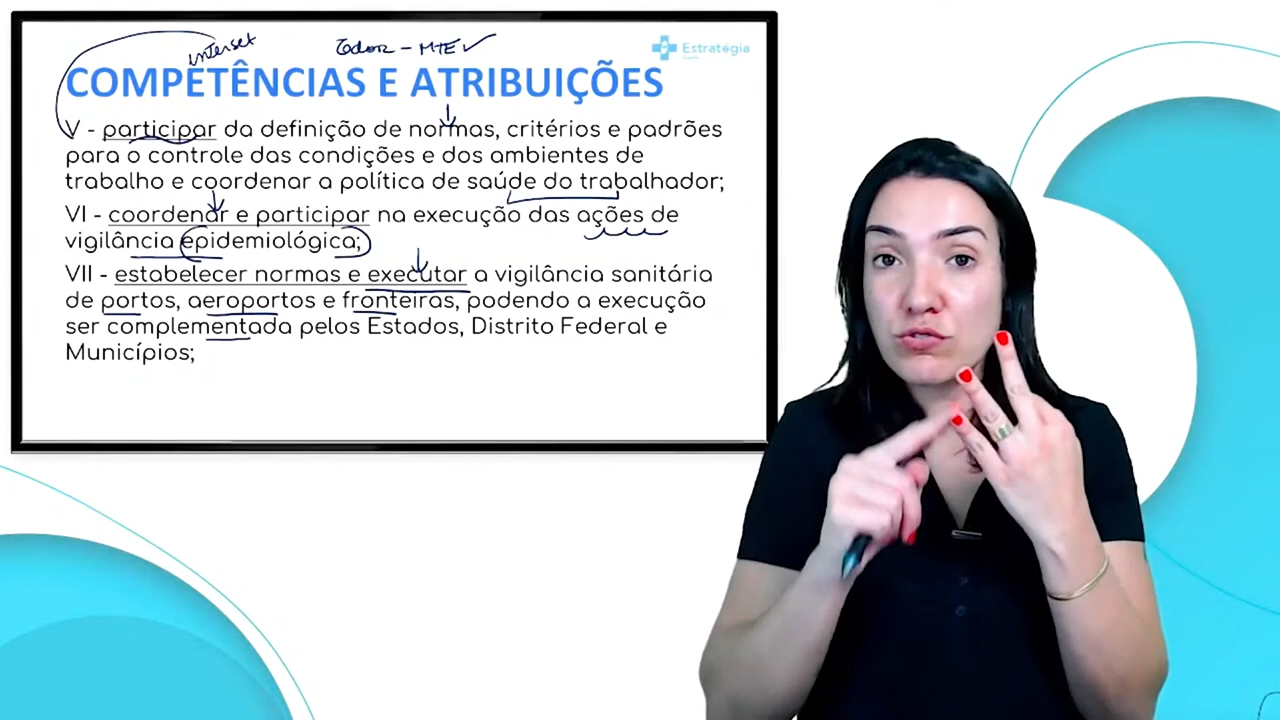 interset
MTE
Estratégia
COMPETÊNCIAS E ATRIBUIÇÕES
V - participar da definição de normas, critérios e padrões
para o controle das condições e dos ambientes de
trabalho e coordenar a política de saúde do trabalhador;
VI - coordenar e participar na execução das ações de
vigilância epidemiológica;
VII - estabelecer normas e executar a vigilância sanitária
de portos, aeroportos e fronteiras, podendo a execução
ser complementada pelos Estados, Distrito Federal e
Municípios;